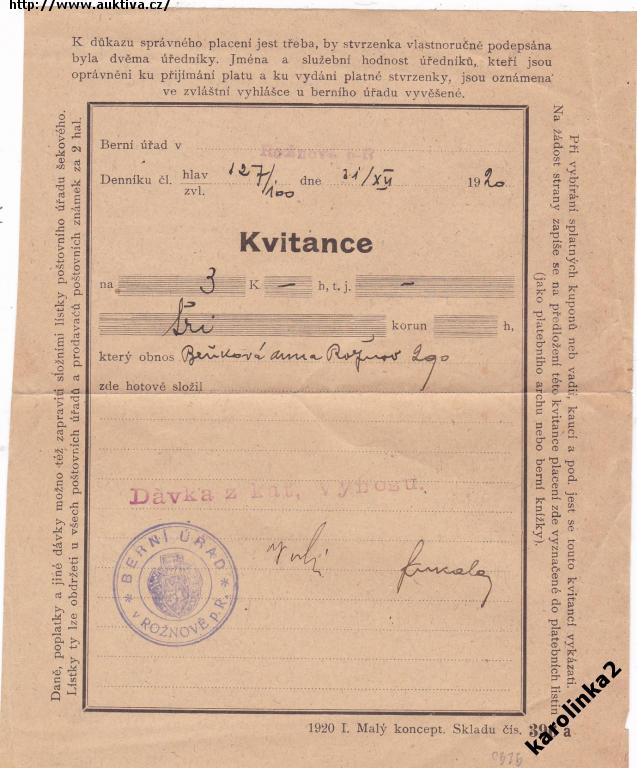 http://www.auktiva.cz/
K důkazu správného placení jest třeba, by stvrzenka vlastnoručně podepsána
byla dvěma úředníky. Jména a služební hodnost úředníků, kteří jsou
oprávněni ku přijímání platu a ku vydání platné stvrzenky, jsou oznámena
ve zvláštní vyhlášce u berního úřadu vyvěšené.
Daně, poplatky a jiné dávky možno též zapraviti složními lístky poštovního úřadu šekového.
Lístky ty lze obdržeti u všech poštovních úřadů a prodavačů poštovních známek za 2 hal.
Berní úřad v Rožnově p. R
Denníku čl. hlav zvl. 127/100 dne 31/XII 1920
Kvitance
na 3 K — h, t. j. —
tři korun h,
který obnos Beňková Anna Rožnov 290
zde hotově složil
Dávka z kat. výnosu.
BERNÍ ÚŘAD
v ROŽNOVĚ P. R.
1920 I. Malý koncept. Skladu čís. a
Při vybírání splatných kuponů neb vadií, kaucí a pod. jest se touto kvitancí vykázati.
Na žádost strany zapíše se na předložení této kvitance placení zde vyznačené do platebních listin
(jako platebního archu nebo berní knížky).
karolinka2